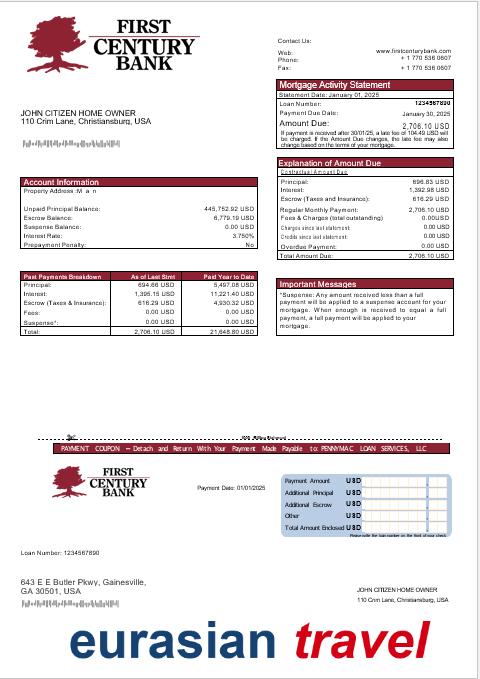 FIRST
CENTURY
BANK
Contact Us:
Web: www.firstcenturybank.com
Phone: + 1 770 536 0607
Fax: + 1 770 536 0607
Mortgage Activity Statement
Statement Date: January 01, 2025
Loan Number: 1234567890
Payment Due Date: January 30, 2025
Amount Due: 2,706.10 USD
If payment is received after 30/01/25, a late fee of 104.49 USD will
be charged. If the Amount Due changes, the late fee may also
change based on the terms of your mortgage.
JOHN CITIZEN HOME OWNER
110 Crim Lane, Christiansburg, USA
Explanation of Amount Due
Contractual Amount Due
Principal: 696.83 USD
Interest: 1,392.98 USD
Escrow (Taxes and Insurance): 616.29 USD
Regular Monthly Payment: 2,706.10 USD
Fees & Charges (total outstanding) 0.00USD
Charges since last statement: 0.00 USD
Credits since last statement: 0.00 USD
Overdue Payment: 0.00 USD
Total Amount Due: 2,706.10 USD
Account Information
Property Address :M a n
Unpaid Principal Balance: 445,752.92 USD
Escrow Balance: 6,779.19 USD
Suspense Balance: 0.00 USD
Interest Rate: 3.750%
Prepayment Penalty: No
Past Payments Breakdown As of Last Stmt Paid Year to Date
Principal: 694.66 USD 5,497.08 USD
Interest: 1,395.15 USD 11,221.40 USD
Escrow (Taxes & Insurance): 616.29 USD 4,930.32 USD
Fees: 0.00 USD 0.00 USD
Suspense*: 0.00 USD 0.00 USD
Total: 2,706.10 USD 21,648.80 USD
Important Messages
*Suspense: Any amount received less than a full
payment will be applied to a suspense account for your
mortgage. When enough is received to equal a full
payment, a full payment will be applied to your
mortgage.
PAYMENT COUPON — Detach and Return With Your Payment Made Payable to: PENNYMAC LOAN SERVICES, LLC
FIRST
CENTURY
BANK
Payment Date: 01/01/2025
Payment Amount USD
Additional Principal USD
Additional Escrow USD
Other USD
Total Amount Enclosed USD
Please write the loan number on the front of your check.
Loan Number: 1234567890
643 E E Butler Pkwy, Gainesville,
GA 30501, USA
JOHN CITIZEN HOME OWNER
110 Crim Lane, Christiansburg, USA
eurasian travel